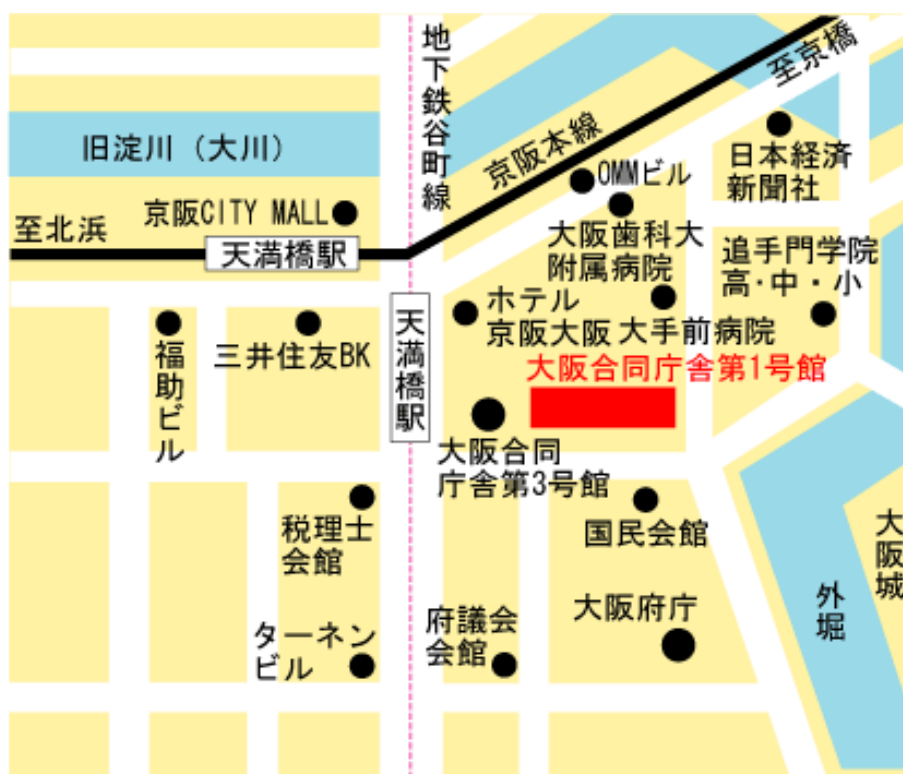 地下鉄谷町線
至京橋
旧淀川（大川）
京阪本線
OMMビル
日本経済
新聞社
至北浜
京阪CITY MALL
天満橋駅
大阪歯科大
附属病院
追手門学院
高・中・小
ホテル
京阪大阪
大手前病院
福助ビル
三井住友BK
天満橋駅
大阪合同庁舎第1号館
大阪合同
庁舎第3号館
税理士
会館
国民会館
大阪城
外堀
ターネン
ビル
府議会
会館
大阪府庁